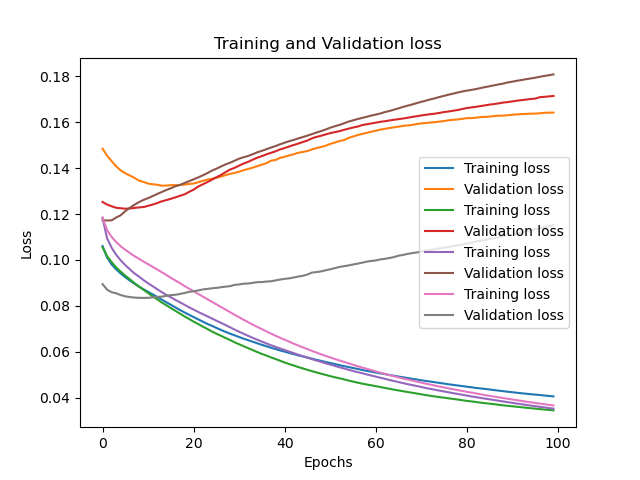 Training and Validation loss
Loss
0.18
0.16
0.14
0.12
0.10
0.08
0.06
0.04
Training loss
Validation loss
Training loss
Validation loss
Training loss
Validation loss
Training loss
Validation loss
0 20 40 60 80 100
Epochs